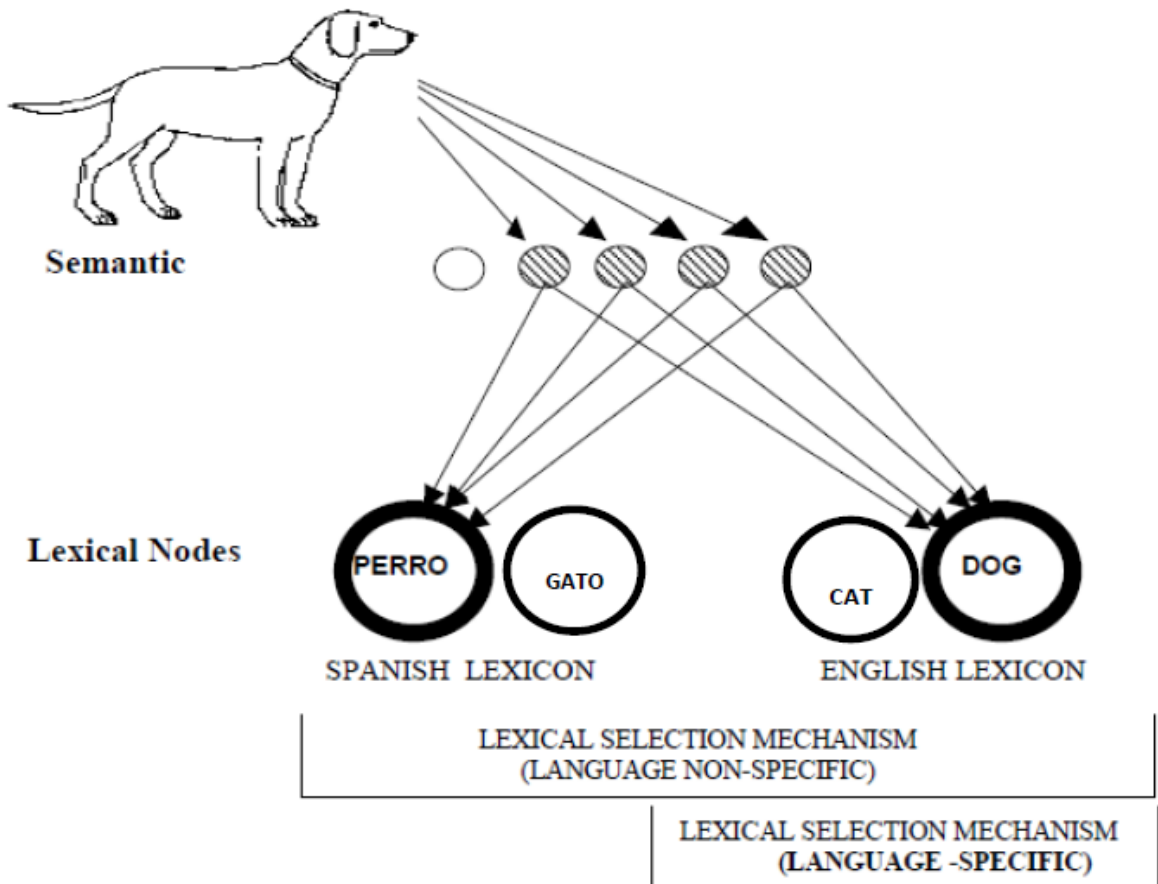 Semantic
Lexical Nodes
PERRO
GATO
CAT
DOG
SPANISH LEXICON
ENGLISH LEXICON
LEXICAL SELECTION MECHANISM
(LANGUAGE NON-SPECIFIC)
LEXICAL SELECTION MECHANISM
(LANGUAGE -SPECIFIC)